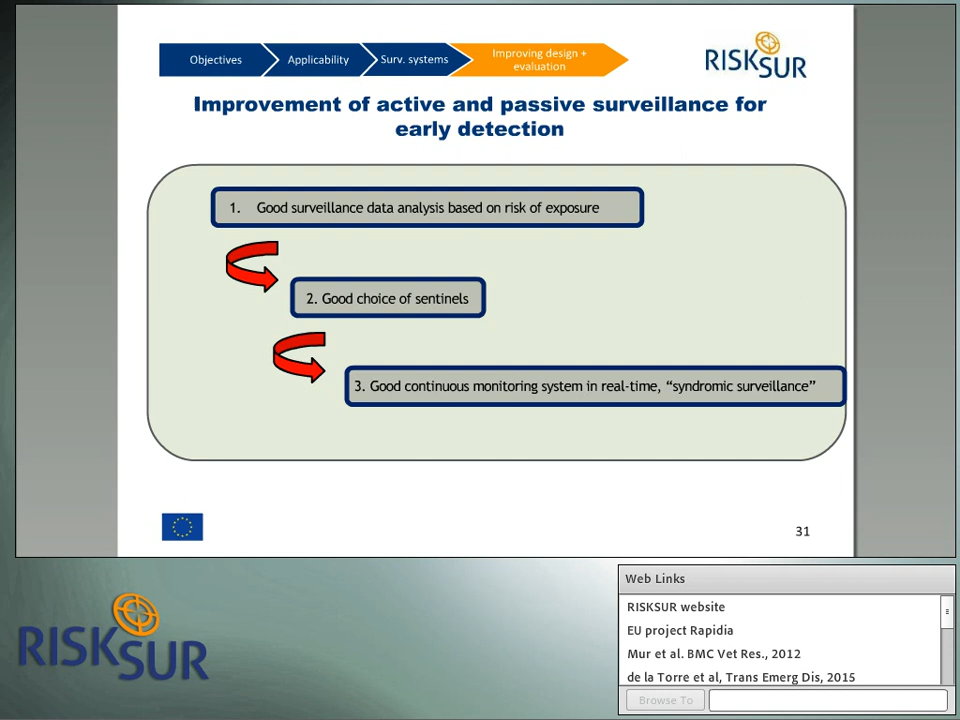 Objectives
Applicability
Surv. systems
Improving design +
evaluation
RISKSUR
Improvement of active and passive surveillance for
early detection
1. Good surveillance data analysis based on risk of exposure
2. Good choice of sentinels
3. Good continuous monitoring system in real-time, “syndromic surveillance”
31
RISKSUR
Web Links
RISKSUR website
EU project Rapidia
Mur et al. BMC Vet Res., 2012
de la Torre et al, Trans Emerg Dis, 2015
Browse To